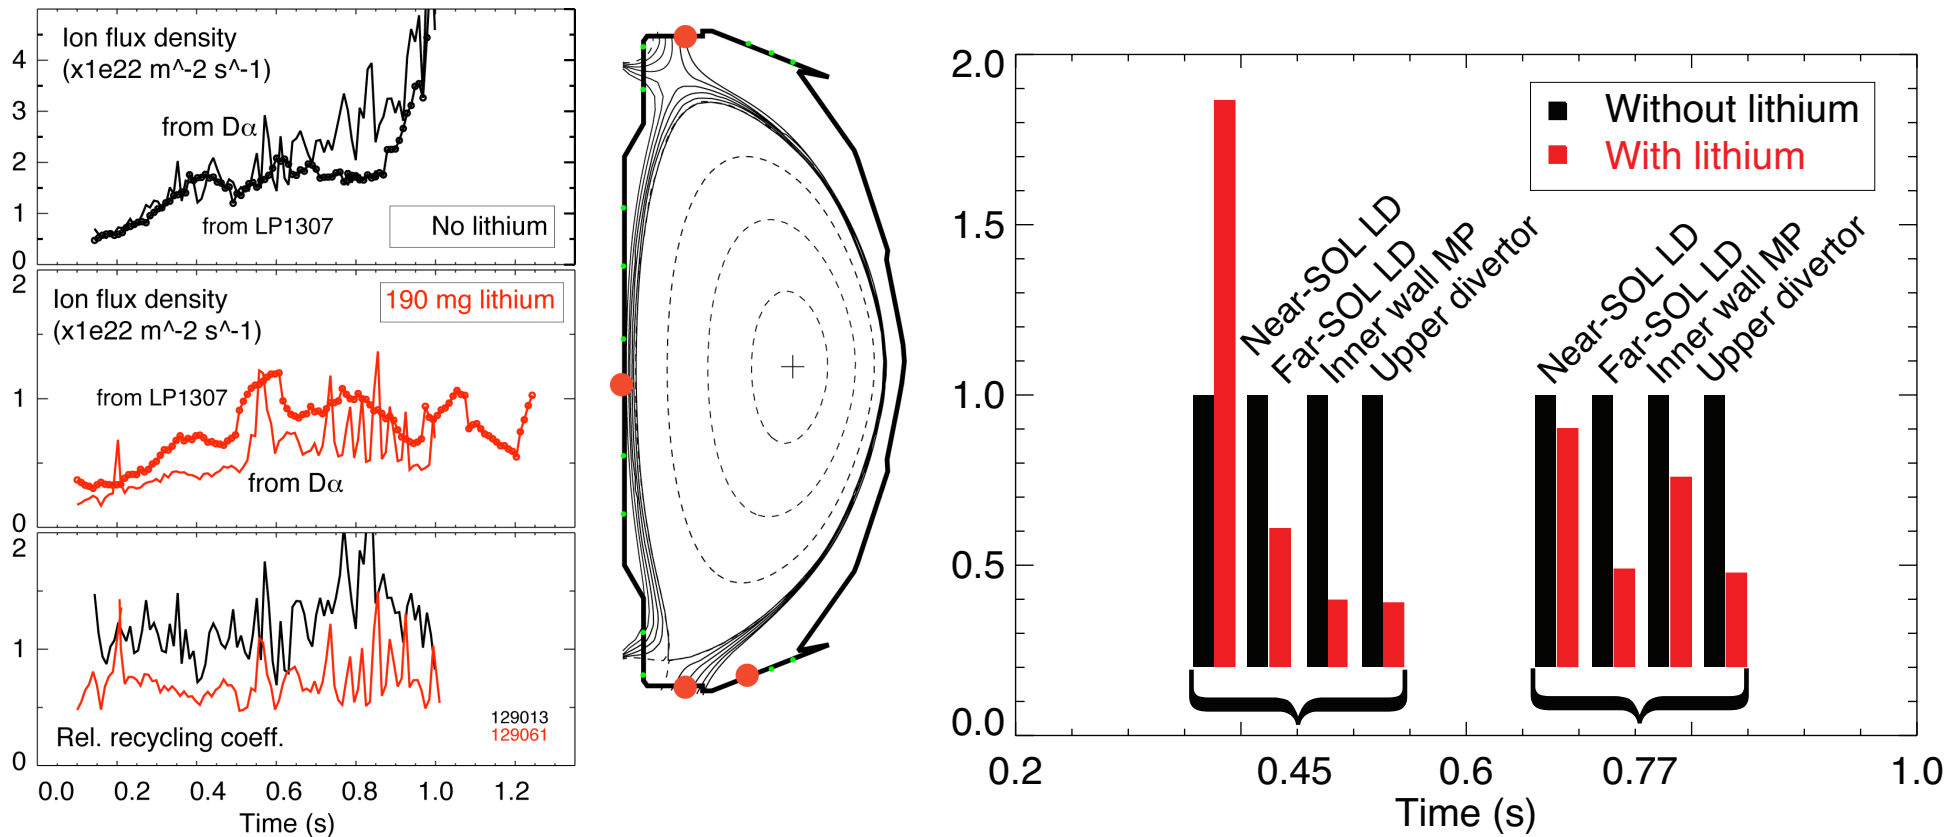 Ion flux density
(x1e22 m^-2 s^-1)
from Dα
from LP1307
No lithium
4
3
2
1
0
2
Ion flux density
(x1e22 m^-2 s^-1)
190 mg lithium
from LP1307
from Dα
1
0
2
1
0
Rel. recycling coeff.
129013
129061
0.0 0.2 0.4 0.6 0.8 1.0 1.2
Time (s)
2.0
1.5
1.0
0.5
0.0
Without lithium
With lithium
Near-SOL LD
Far-SOL LD
Inner wall MP
Upper divertor
Near-SOL LD
Far-SOL LD
Inner wall MP
Upper divertor
0.2 0.45 0.6 0.77 1.0
Time (s)